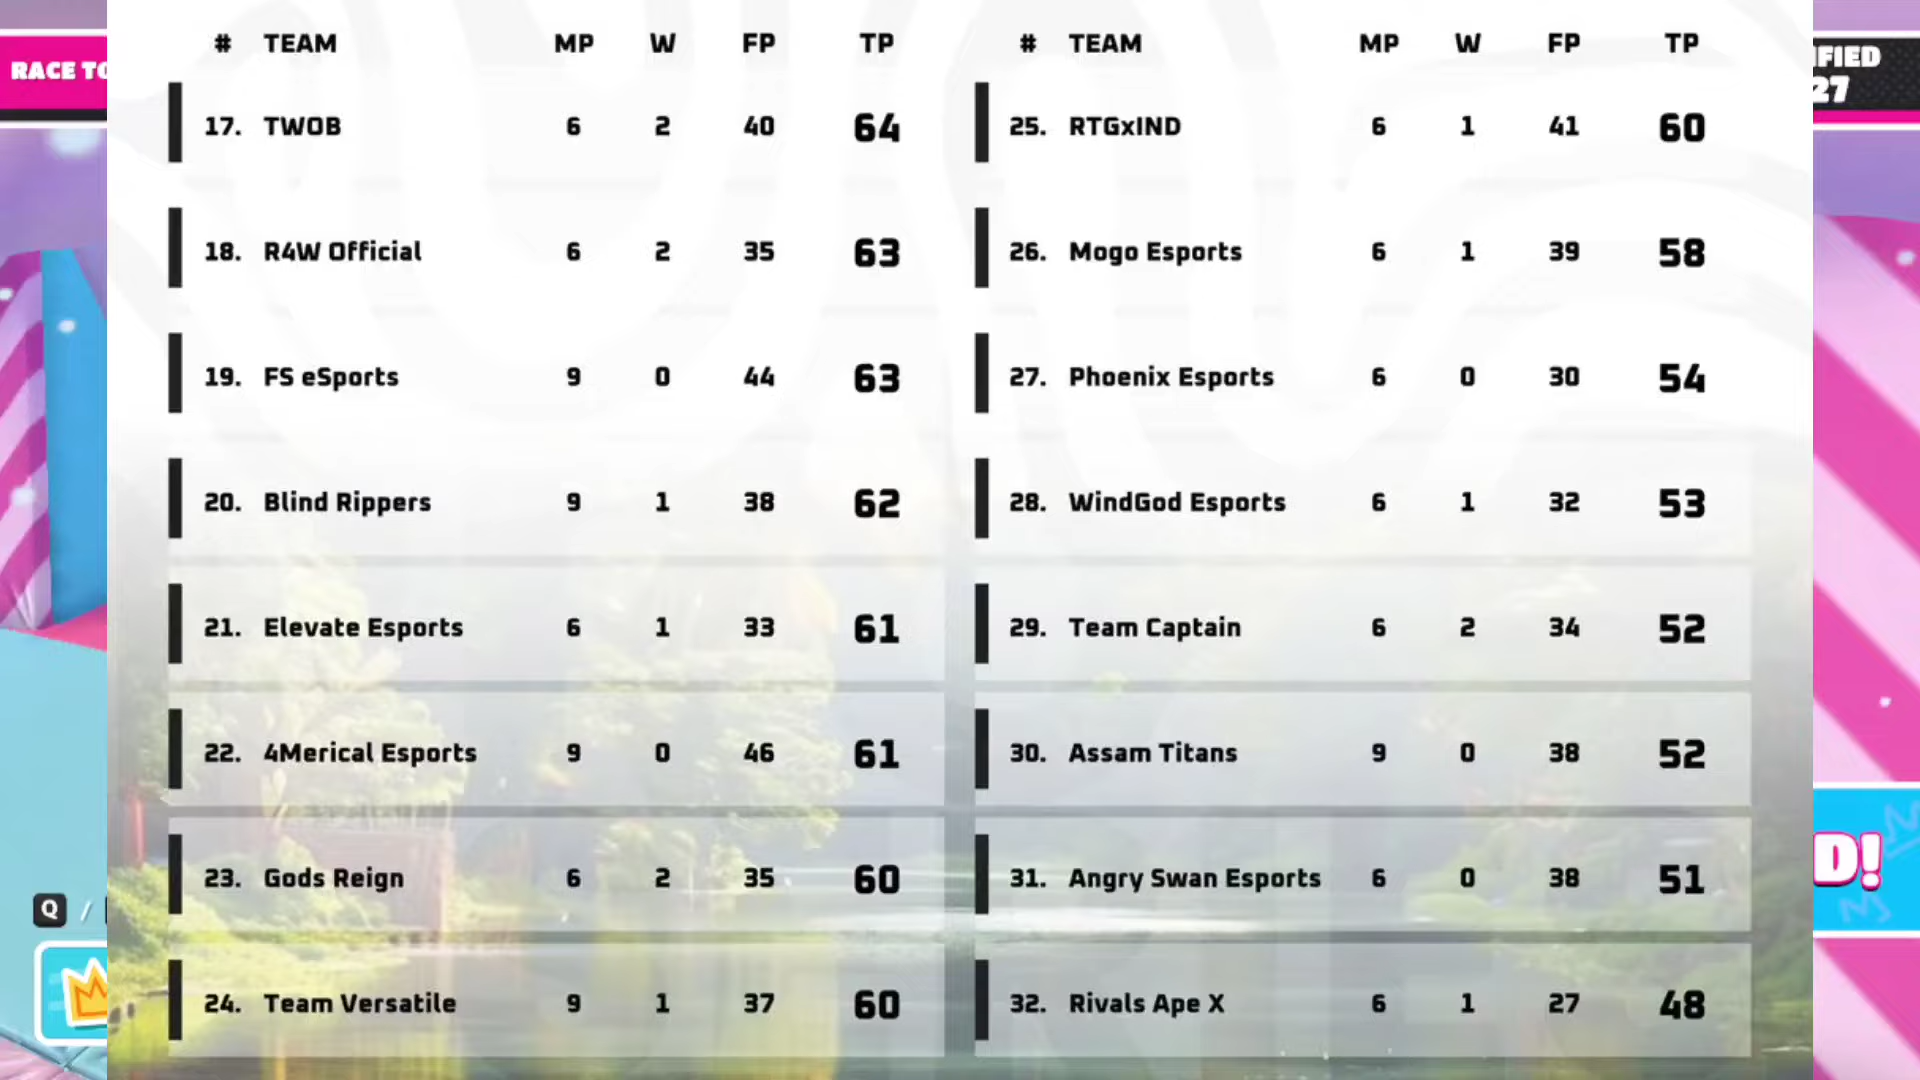 RACE TO
# TEAM MP W FP TP
17. TWOB 6 2 40 64
18. R4W Official 6 2 35 63
19. FS eSports 9 0 44 63
20. Blind Rippers 9 1 38 62
21. Elevate Esports 6 1 33 61
22. 4Merical Esports 9 0 46 61
23. Gods Reign 6 2 35 60
24. Team Versatile 9 1 37 60
# TEAM MP W FP TP
25. RTGxIND 6 1 41 60
26. Mogo Esports 6 1 39 58
27. Phoenix Esports 6 0 30 54
28. WindGod Esports 6 1 32 53
29. Team Captain 6 2 34 52
30. Assam Titans 9 0 38 52
31. Angry Swan Esports 6 0 38 51
32. Rivals Ape X 6 1 27 48
IFIED
27
D!
Q /